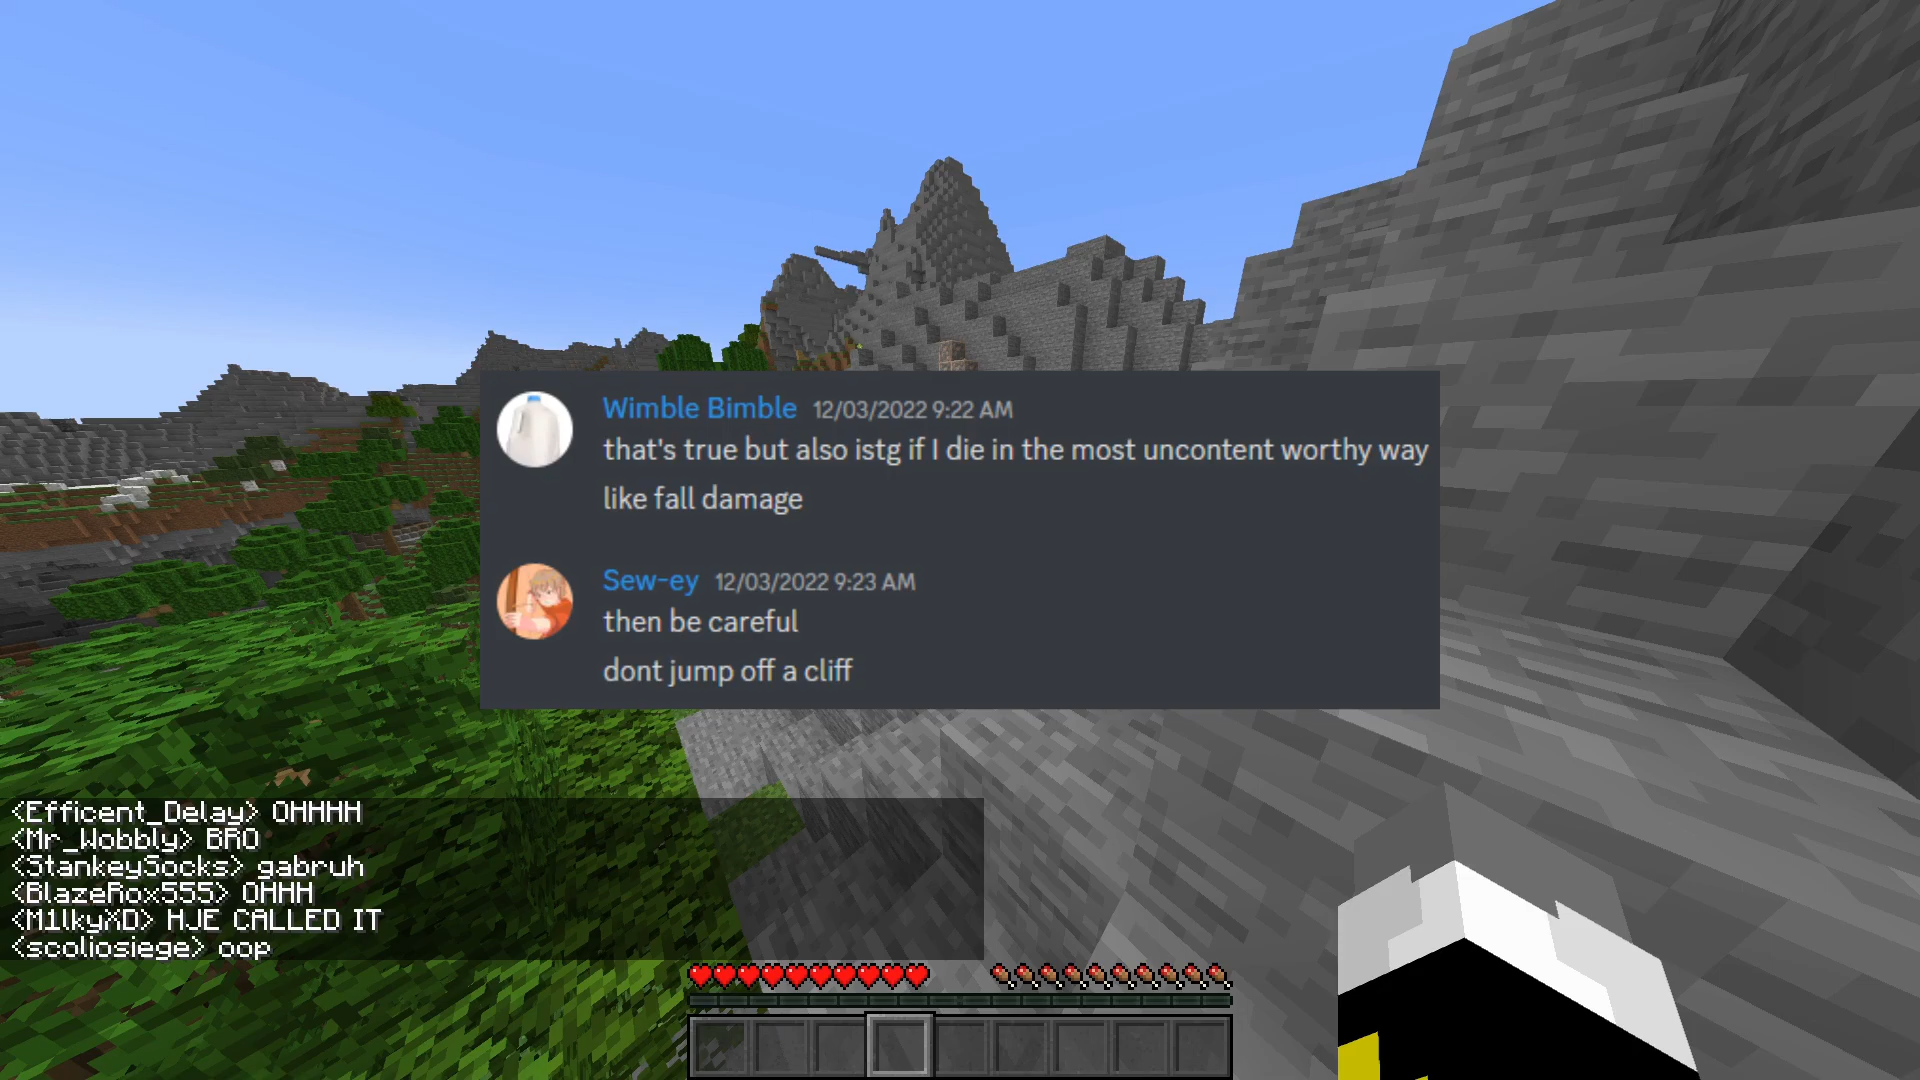 Wimble Bimble 12/03/2022 9:22 AM
that's true but also istg if I die in the most uncontent worthy way
like fall damage
Sew-ey 12/03/2022 9:23 AM
then be careful
dont jump off a cliff
<Efficent_Delay> OHHHH
<Mr_Wobbly> BRO
<StankeySocks> gabruh
<BlazeRox555> OHHH
<M1lkyXD> HJE CALLED IT
<scoliosiege> oop